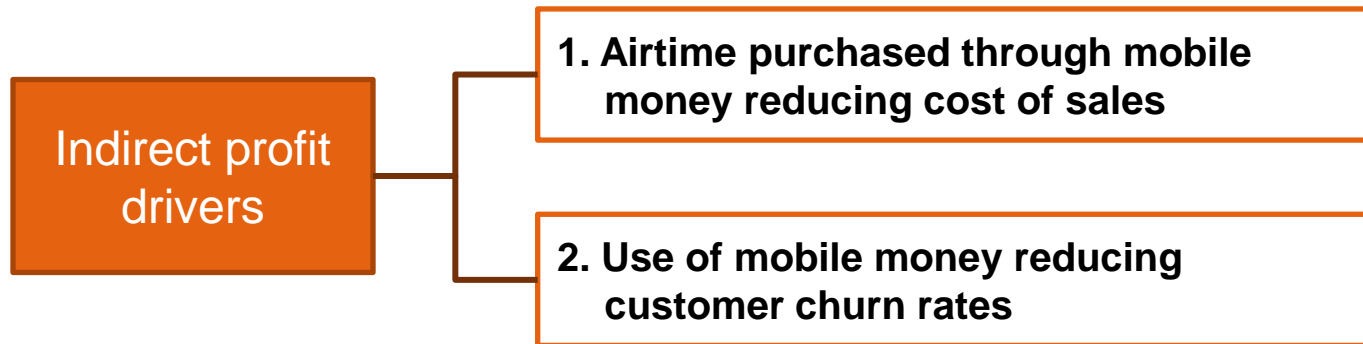 Indirect profit
drivers
1. Airtime purchased through mobile
money reducing cost of sales
2. Use of mobile money reducing
customer churn rates